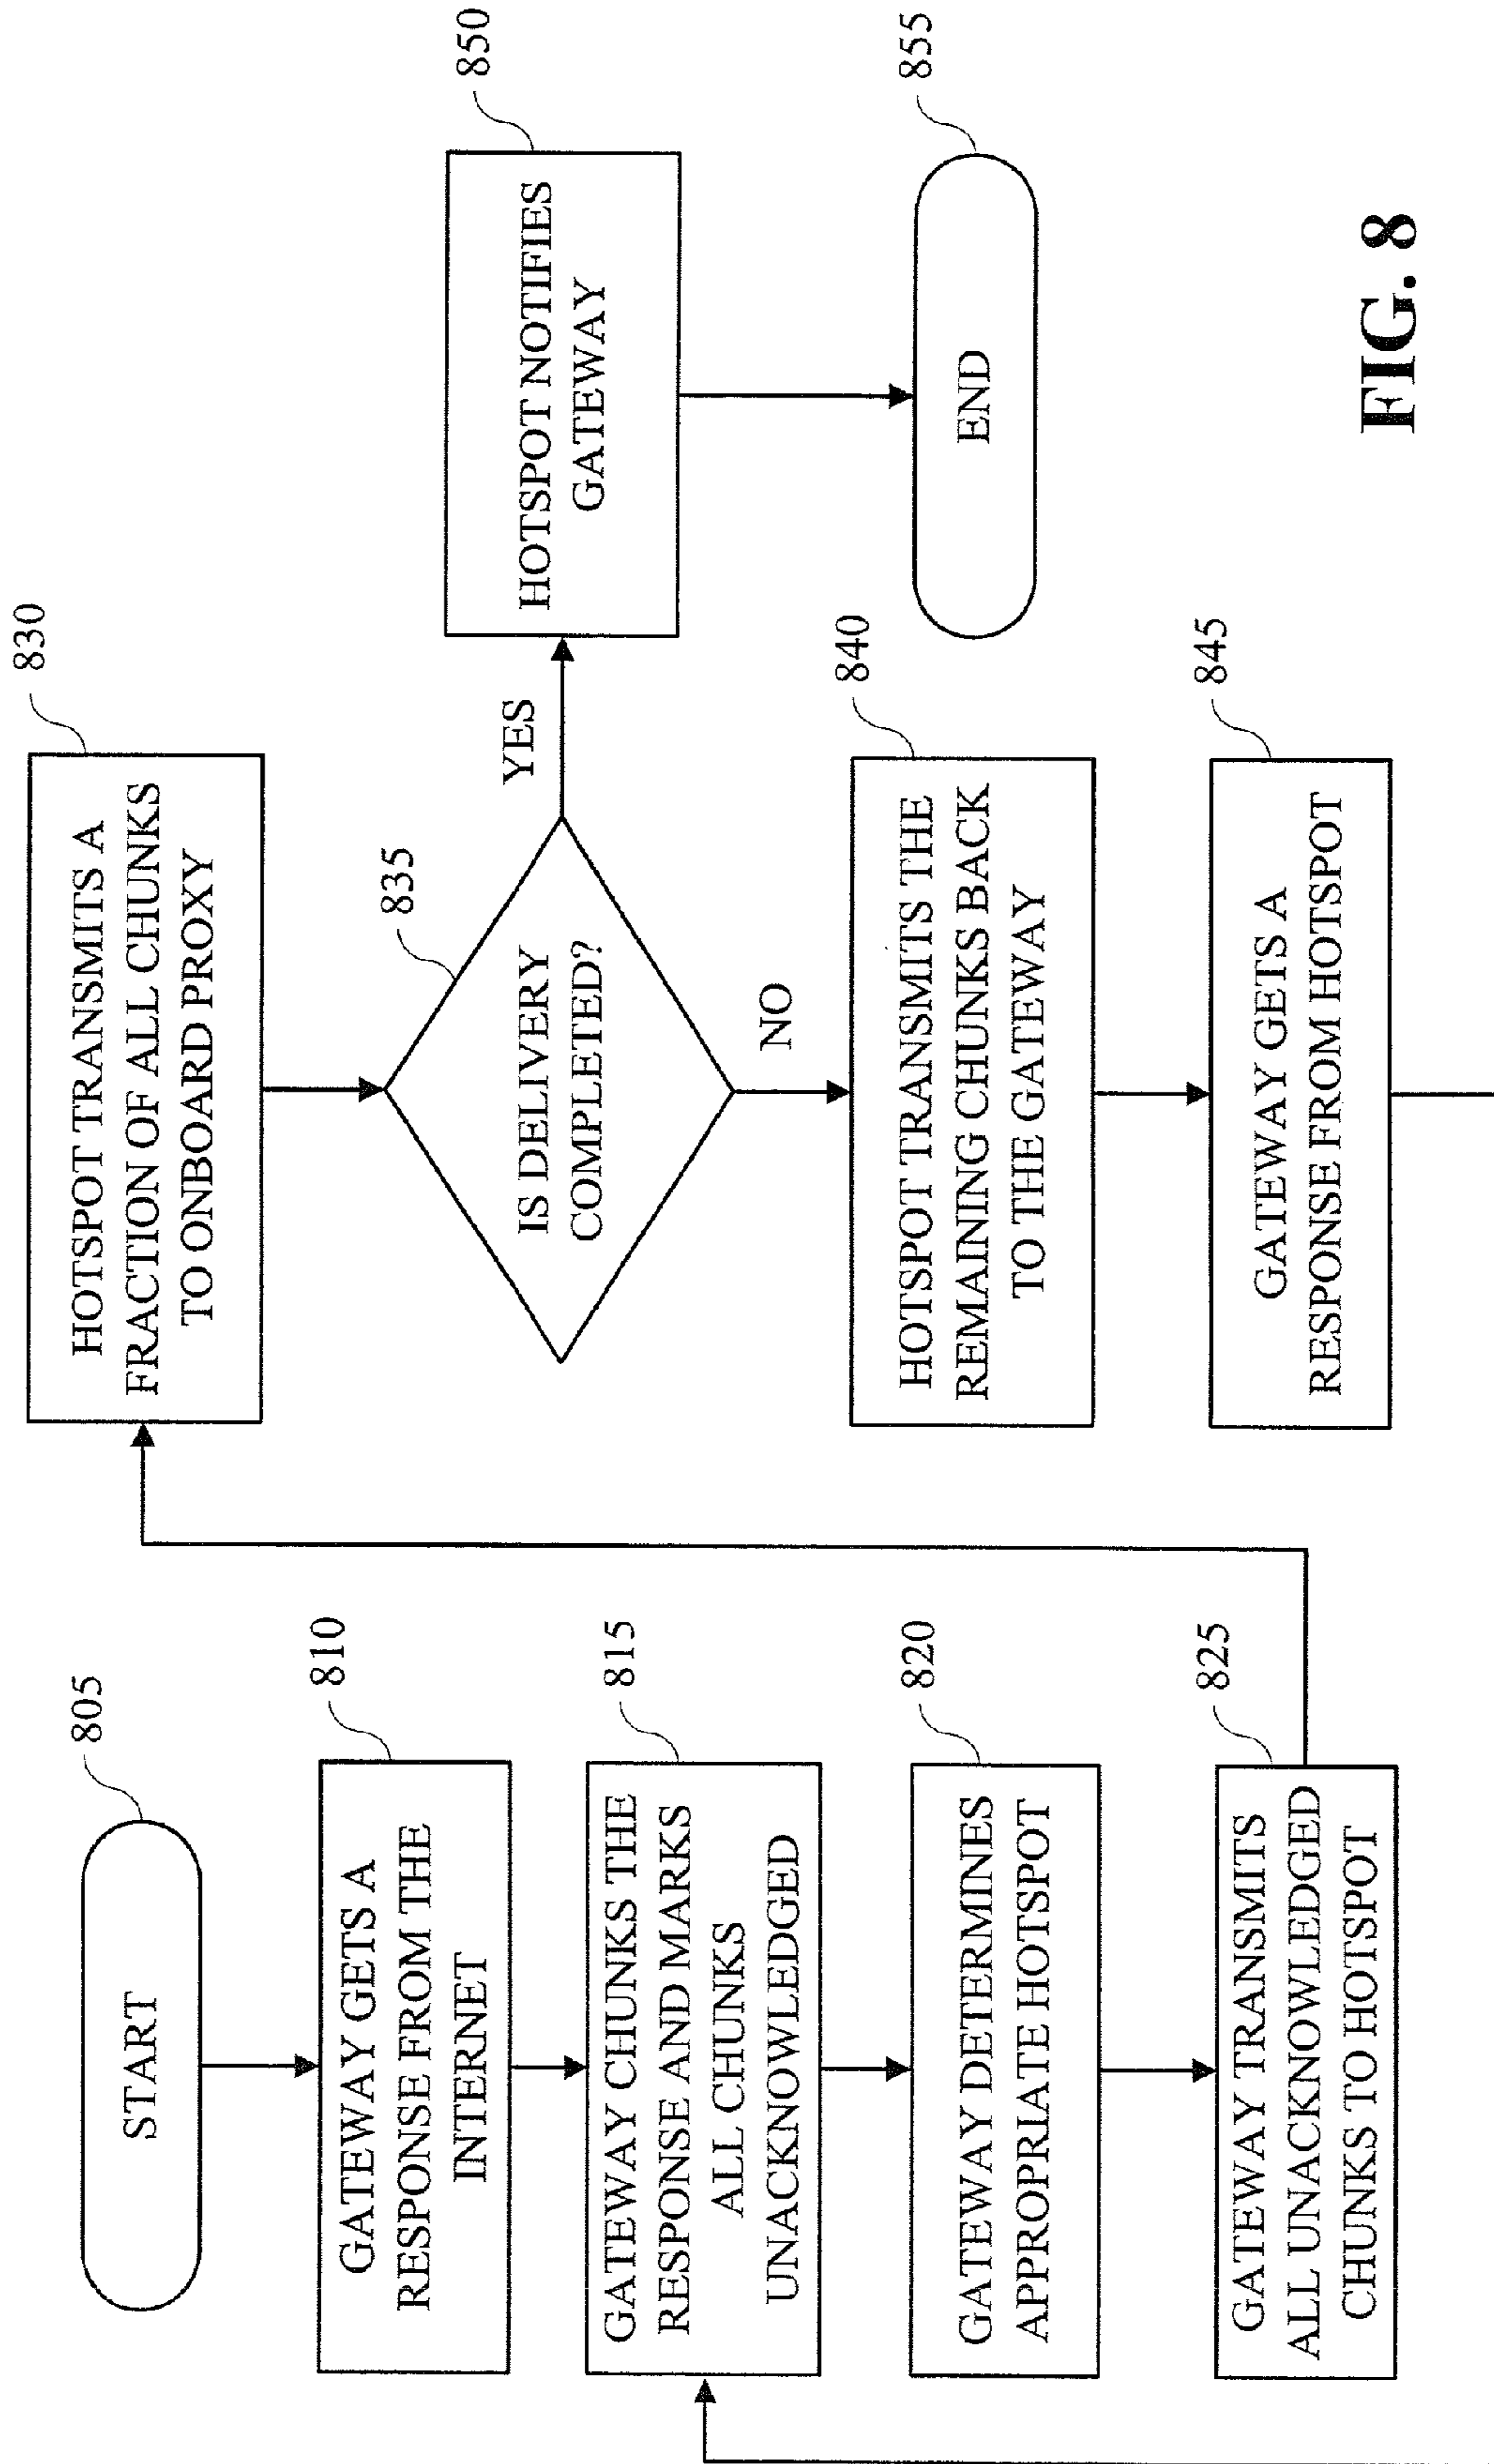 805
START
810
GATEWAY GETS A
RESPONSE FROM THE
INTERNET
815
GATEWAY CHUNKS THE
RESPONSE AND MARKS
ALL CHUNKS
UNACKNOWLEDGED
820
GATEWAY DETERMINES
APPROPRIATE HOTSPOT
825
GATEWAY TRANSMITS
ALL UNACKNOWLEDGED
CHUNKS TO HOTSPOT
830
HOTSPOT TRANSMITS A
FRACTION OF ALL CHUNKS
TO ONBOARD PROXY
835
IS DELIVERY
COMPLETED?
YES
NO
840
HOTSPOT TRANSMITS THE
REMAINING CHUNKS BACK
TO THE GATEWAY
845
GATEWAY GETS A
RESPONSE FROM HOTSPOT
850
HOTSPOT NOTIFIES
GATEWAY
855
END
FIG. 8